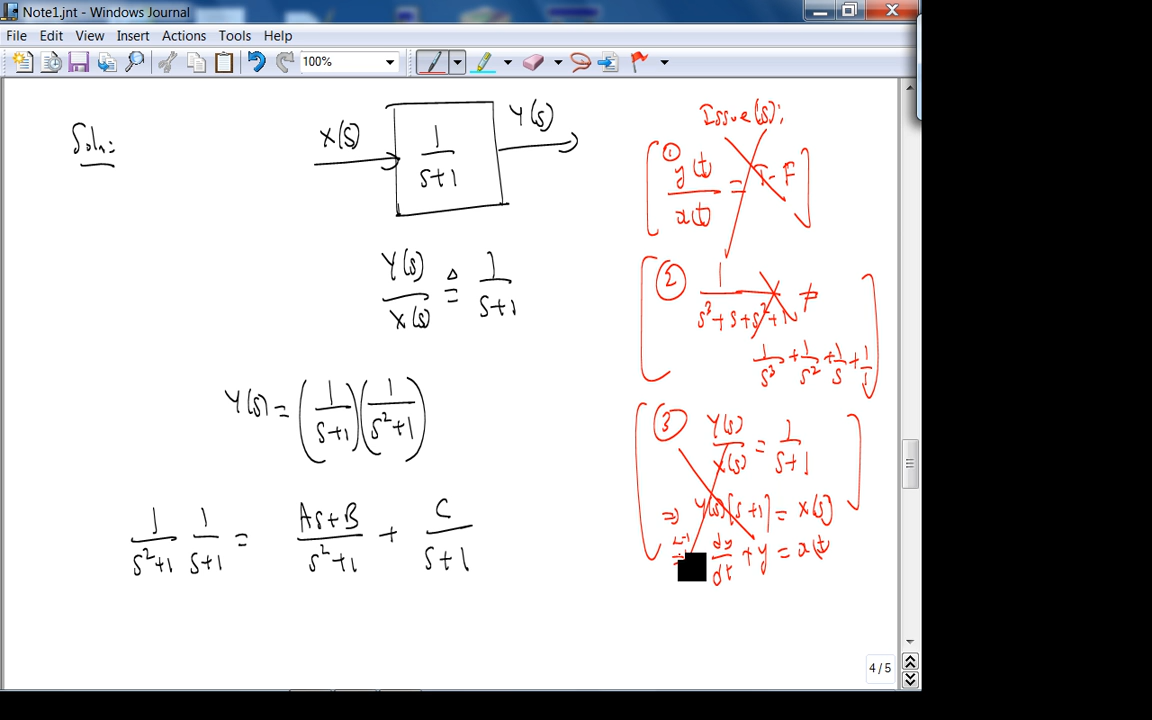 Note1.jnt - Windows Journal
File Edit View Insert Actions Tools Help
100%
Soln:
X(s)
1/(s+1)
Y(s)
Y(s)/X(s) ≜ 1/(s+1)
Y(s) = (1/(s+1)) (1/(s²+1))
1/(s²+1) 1/(s+1) = (As+B)/(s²+1) + C/(s+1)
Issue(s):
① y(t)/x(t) = T-F
② 1/(s³+s+s²+1) ≠
1/s³ + 1/s² + 1/s + 1/1
③ Y(s)/X(s) = 1/(s+1)
⇒ Y(s)[s+1] = X(s)
L⁻¹ dy/dt + y = x(t)
4 / 5